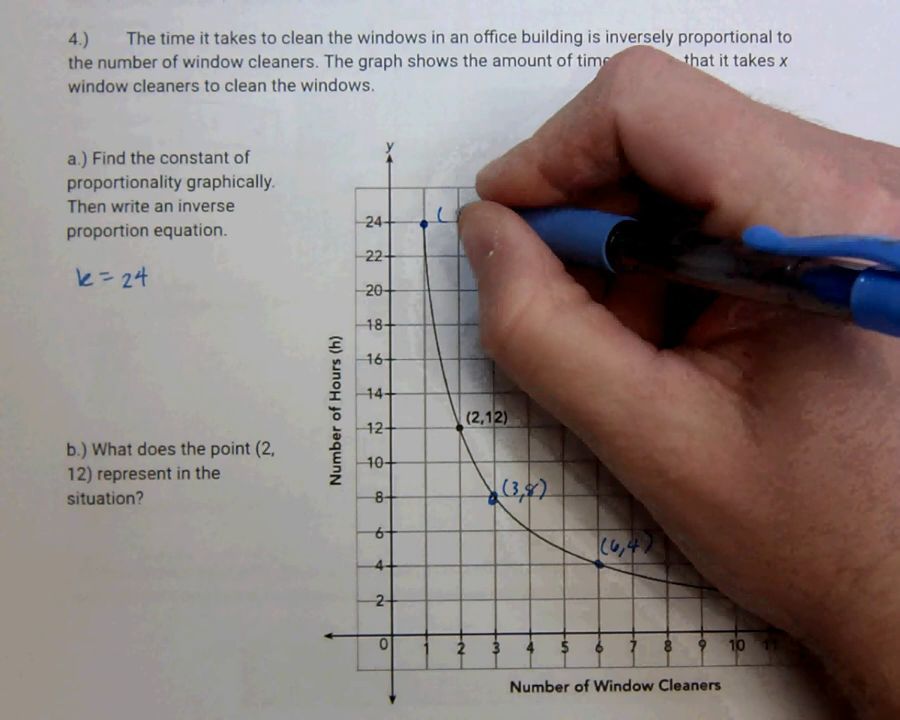 4.) The time it takes to clean the windows in an office building is inversely proportional to
the number of window cleaners. The graph shows the amount of that it takes x
window cleaners to clean the windows.
a.) Find the constant of
proportionality graphically.
Then write an inverse
proportion equation.
k = 24
b.) What does the point (2,
12) represent in the
situation?
y
24
22
20
18
16
14
12
10
8
6
4
2
0 1 2 3 4 5 6 7 8 9 10
Number of Hours (h)
(
(2,12)
(3,8)
(6,4)
Number of Window Cleaners